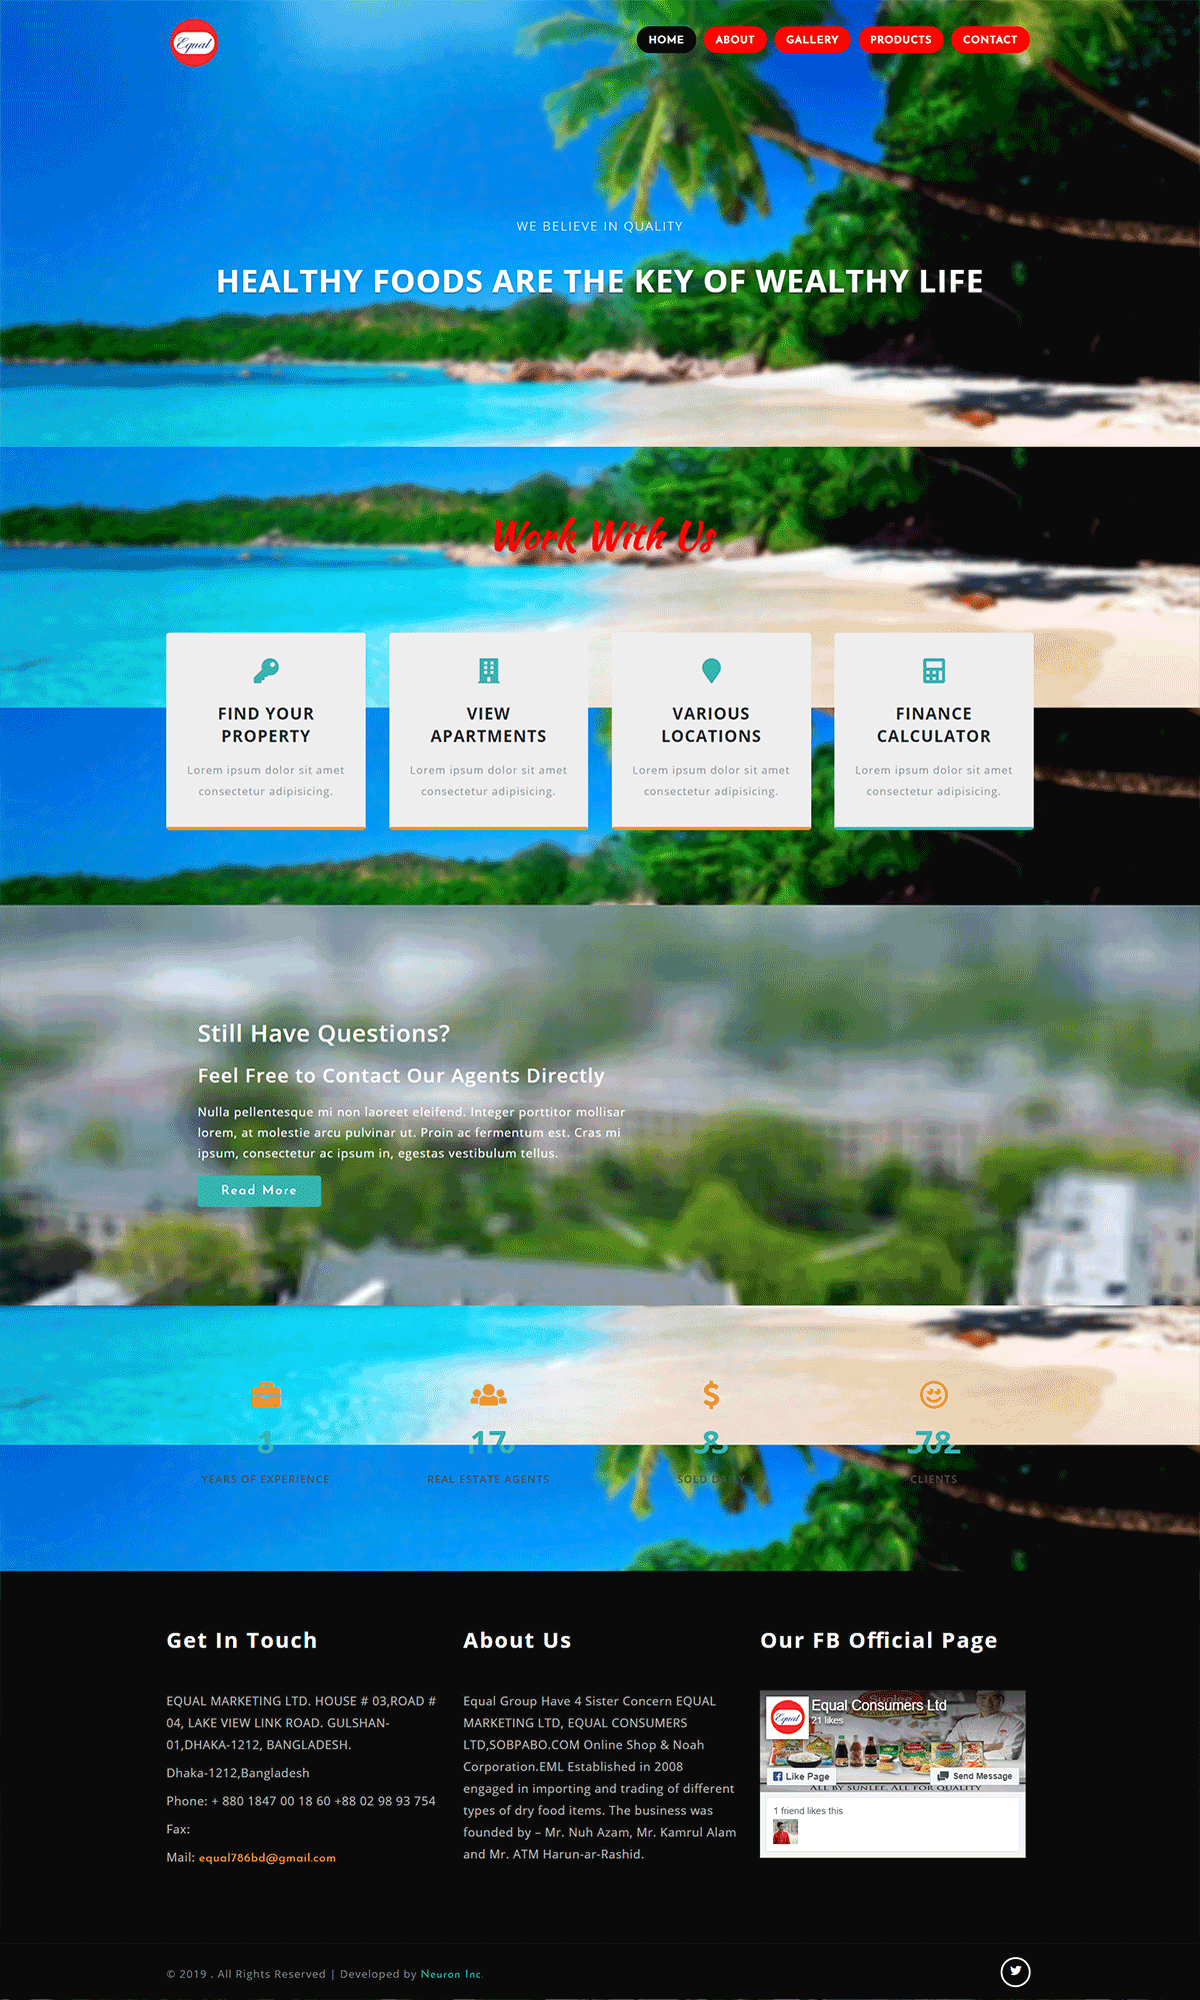 Equal
HOME ABOUT GALLERY PRODUCTS CONTACT
WE BELIEVE IN QUALITY
HEALTHY FOODS ARE THE KEY OF WEALTHY LIFE
Work With Us
FIND YOUR
PROPERTY
Lorem ipsum dolor sit amet
consectetur adipisicing.
VIEW
APARTMENTS
Lorem ipsum dolor sit amet
consectetur adipisicing.
VARIOUS
LOCATIONS
Lorem ipsum dolor sit amet
consectetur adipisicing.
FINANCE
CALCULATOR
Lorem ipsum dolor sit amet
consectetur adipisicing.
Still Have Questions?
Feel Free to Contact Our Agents Directly
Nulla pellentesque mi non laoreet eleifend. Integer porttitor mollisar
lorem, at molestie arcu pulvinar ut. Proin ac fermentum est. Cras mi
ipsum, consectetur ac ipsum in, egestas vestibulum tellus.
Read More
YEARS OF EXPERIENCE
REAL ESTATE AGENTS
SOLD DAILY
CLIENTS
Get In Touch
EQUAL MARKETING LTD. HOUSE # 03,ROAD #
04, LAKE VIEW LINK ROAD. GULSHAN-
01,DHAKA-1212, BANGLADESH.
Dhaka-1212,Bangladesh
Phone: + 880 1847 00 18 60 +88 02 98 93 754
Fax:
Mail: equal786bd@gmail.com
About Us
Equal Group Have 4 Sister Concern EQUAL
MARKETING LTD, EQUAL CONSUMERS
LTD,SOBPABO.COM Online Shop & Noah
Corporation.EML Established in 2008
engaged in importing and trading of different
types of dry food items. The business was
founded by – Mr. Nuh Azam, Mr. Kamrul Alam
and Mr. ATM Harun-ar-Rashid.
Our FB Official Page
Equal
Equal Consumers Ltd
21 likes
Like Page
Send Message
ALL BY SUNLEE. ALL FOR QUALITY
1 friend likes this
© 2019 . All Rights Reserved | Developed by Neuron Inc.